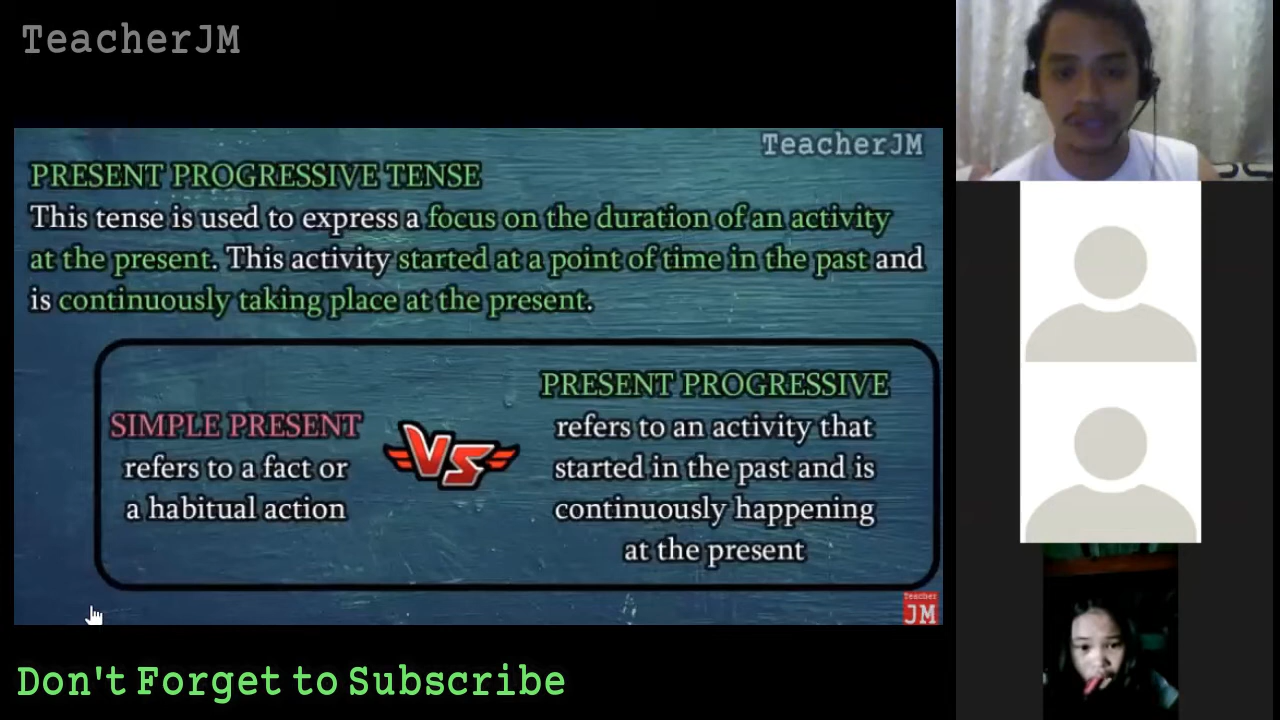 TeacherJM
TeacherJM
PRESENT PROGRESSIVE TENSE
This tense is used to express a focus on the duration of an activity
at the present. This activity started at a point of time in the past and
is continuously taking place at the present.
SIMPLE PRESENT
refers to a fact or
a habitual action
VS
PRESENT PROGRESSIVE
refers to an activity that
started in the past and is
continuously happening
at the present
Teacher
JM
Don't Forget to Subscribe